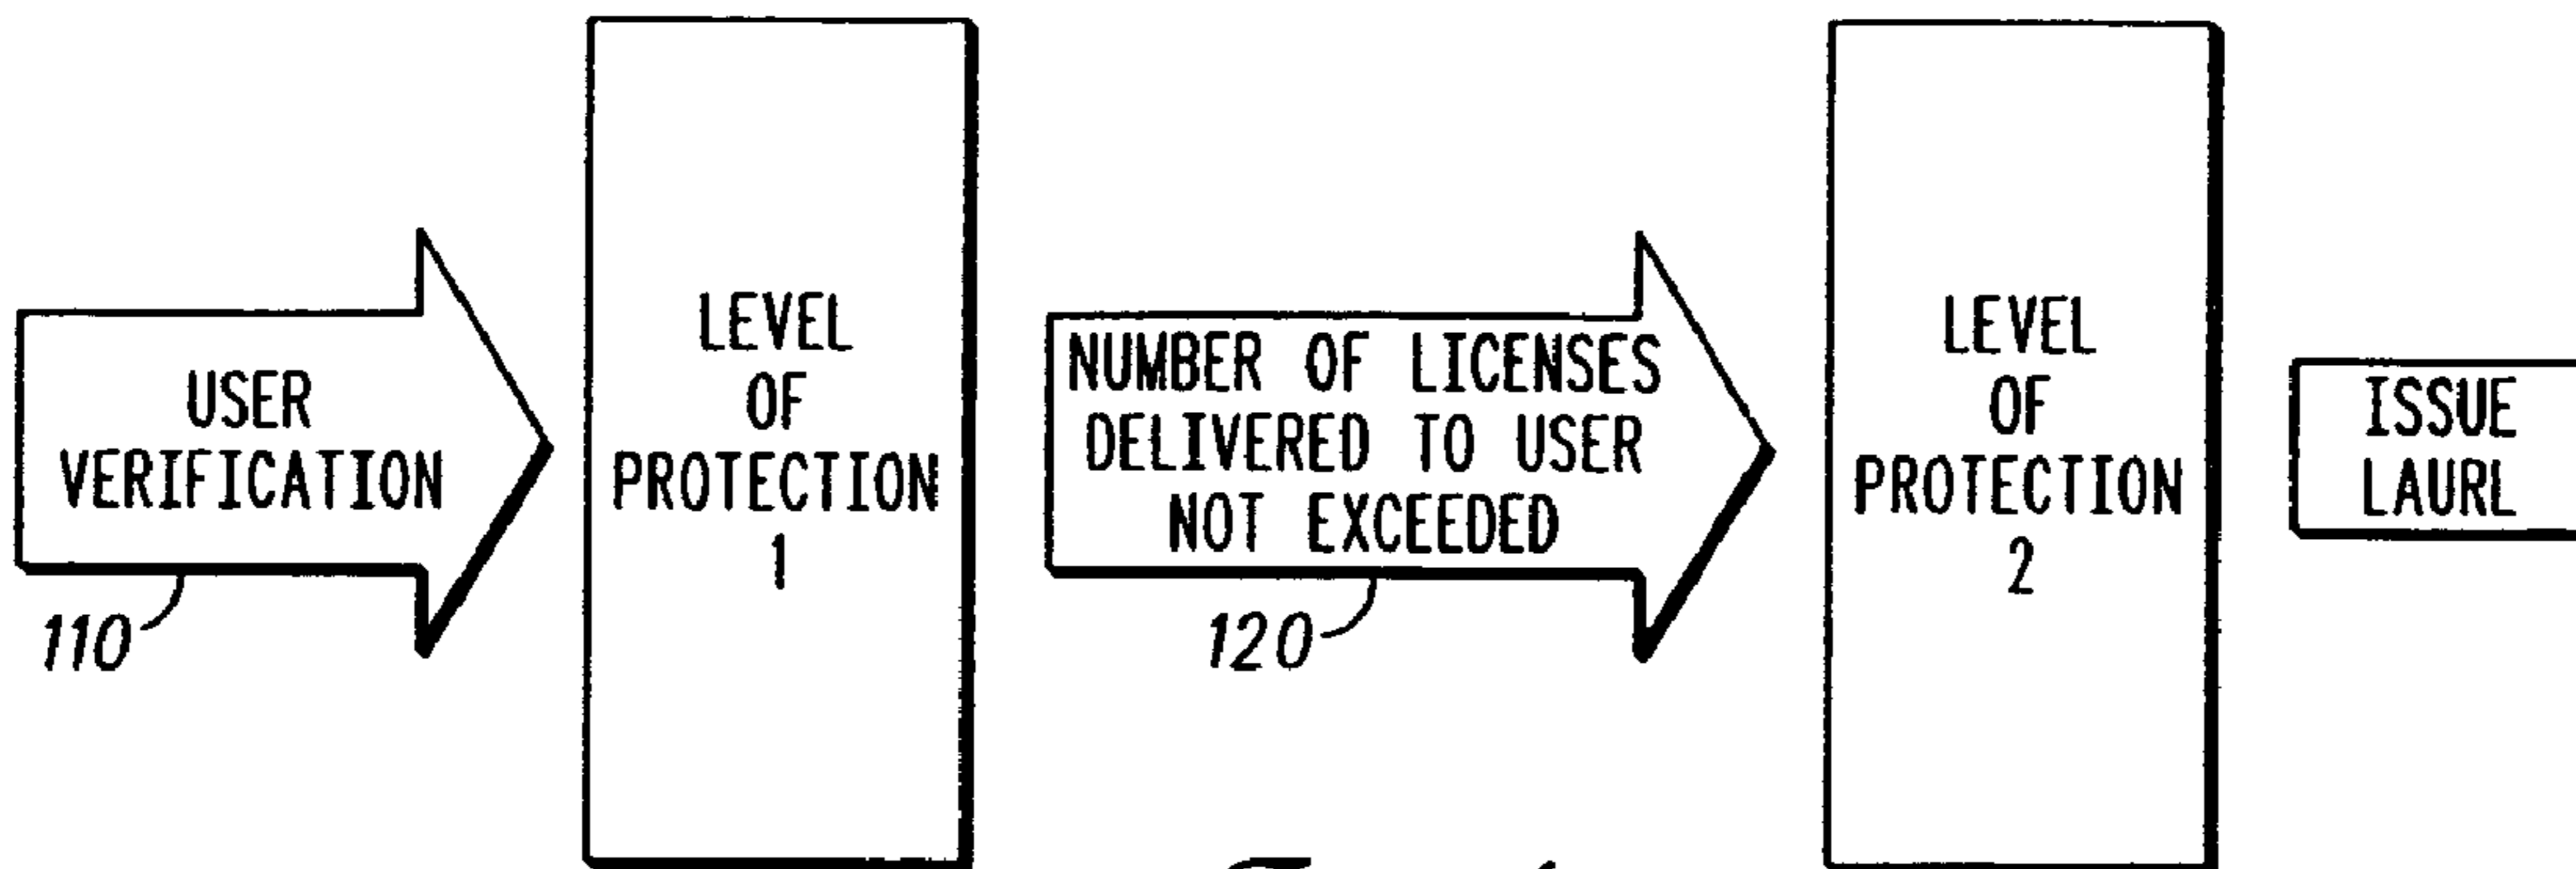 USER
VERIFICATION
110
LEVEL
OF
PROTECTION
1
NUMBER OF LICENSES
DELIVERED TO USER
NOT EXCEEDED
120
LEVEL
OF
PROTECTION
2
ISSUE
LAURL